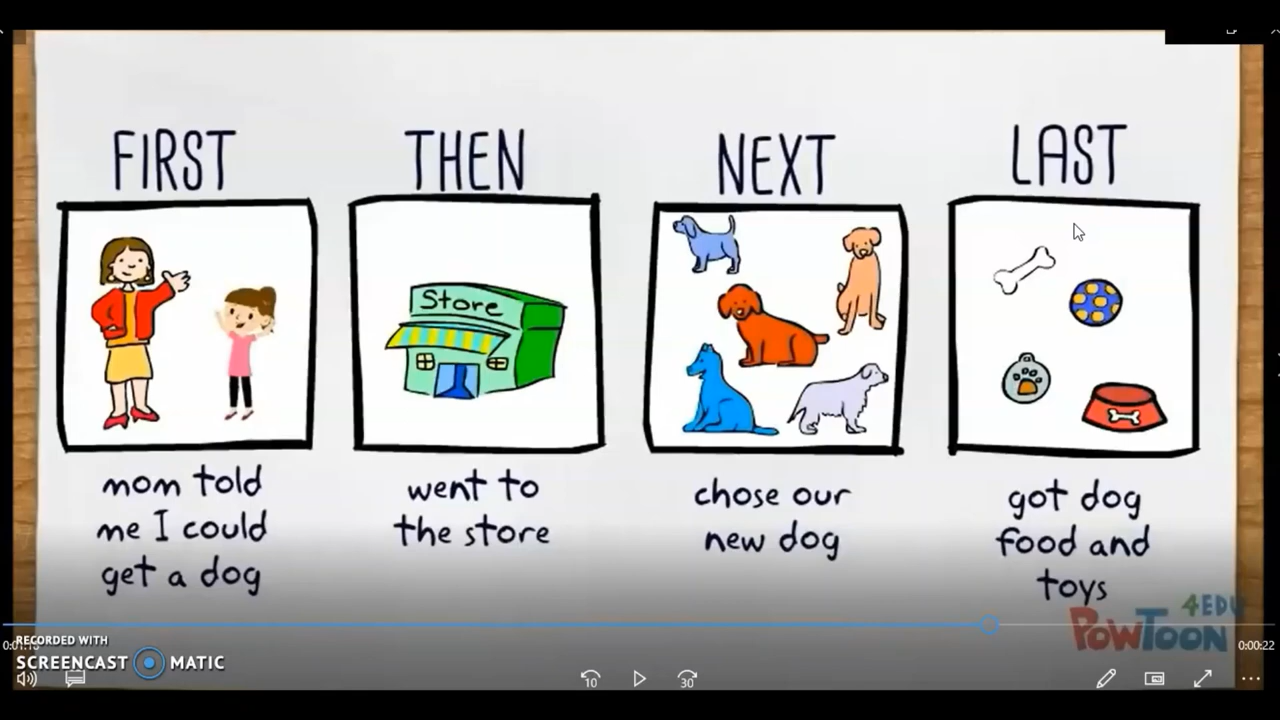 FIRST
THEN
NEXT
LAST
Store
mom told
me I could
get a dog
went to
the store
chose our
new dog
got dog
food and
toys
4EDU
POWTOON
RECORDED WITH
SCREENCAST MATIC
0:00:22
10
30